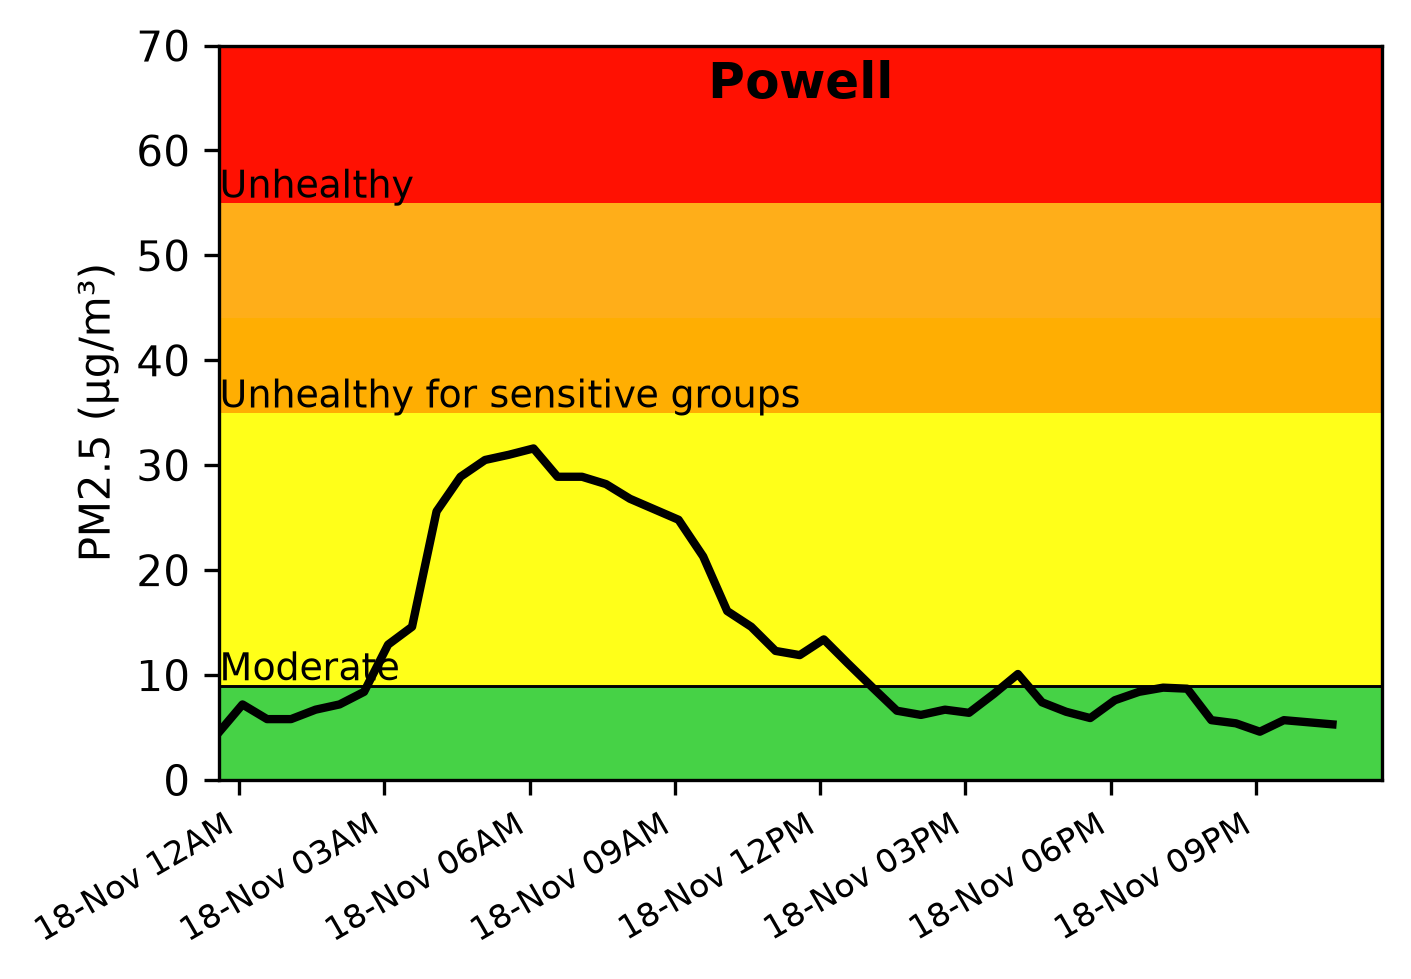 Powell
PM2.5 (µg/m³)
70
60
50
40
30
20
10
0
Unhealthy
Unhealthy for sensitive groups
Moderate
18-Nov 12AM
18-Nov 03AM
18-Nov 06AM
18-Nov 09AM
18-Nov 12PM
18-Nov 03PM
18-Nov 06PM
18-Nov 09PM